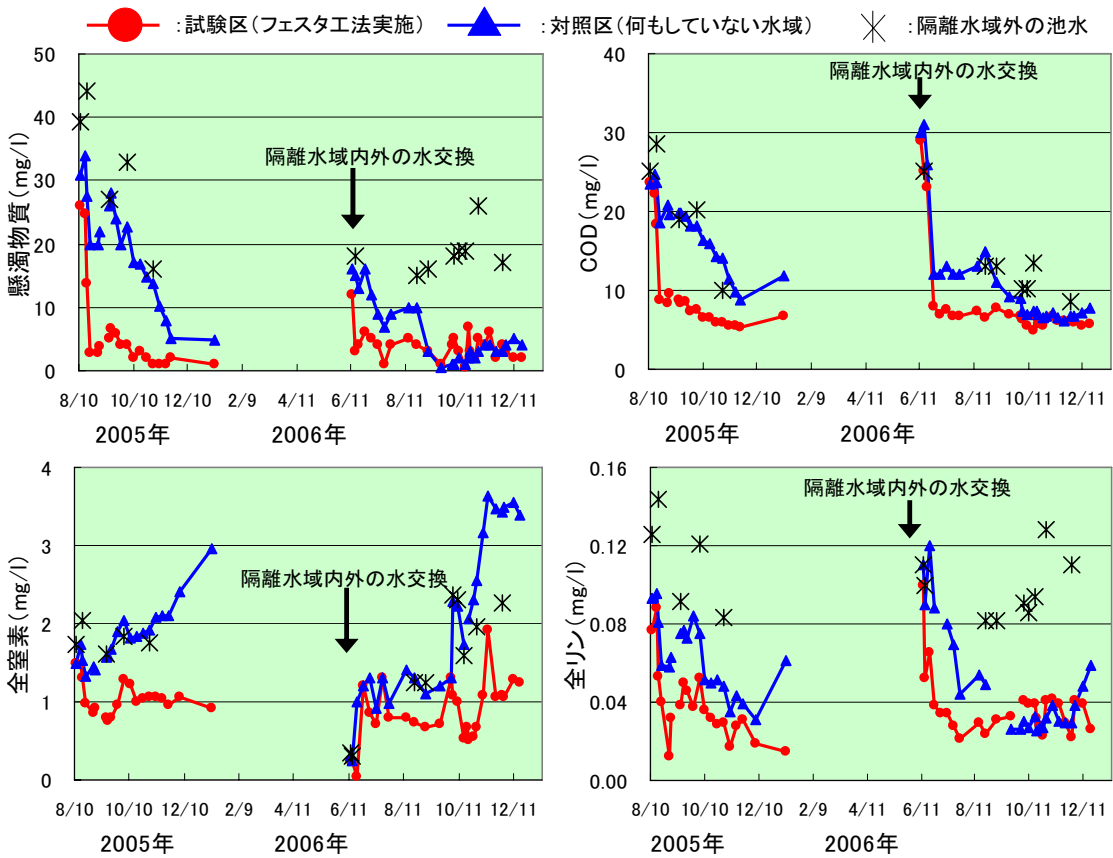 ：試験区（フェスタ工法実施） ：対照区（何もしていない水域） ：隔離水域外の池水
懸濁物質（mg/l）
50
40
30
20
10
0
隔離水域内外の水交換
8/10 10/10 12/10 2/9 4/11 6/11 8/11 10/11 12/11
2005年 2006年
COD（mg/l）
40
30
20
10
0
隔離水域内外の水交換
8/10 10/10 12/10 2/9 4/11 6/11 8/11 10/11 12/11
2005年 2006年
全窒素（mg/l）
4
3
2
1
0
隔離水域内外の水交換
8/10 10/10 12/10 2/9 4/11 6/11 8/11 10/11 12/11
2005年 2006年
全リン（mg/l）
0.16
0.12
0.08
0.04
0.00
隔離水域内外の水交換
8/10 10/10 12/10 2/9 4/11 6/11 8/11 10/11 12/11
2005年 2006年